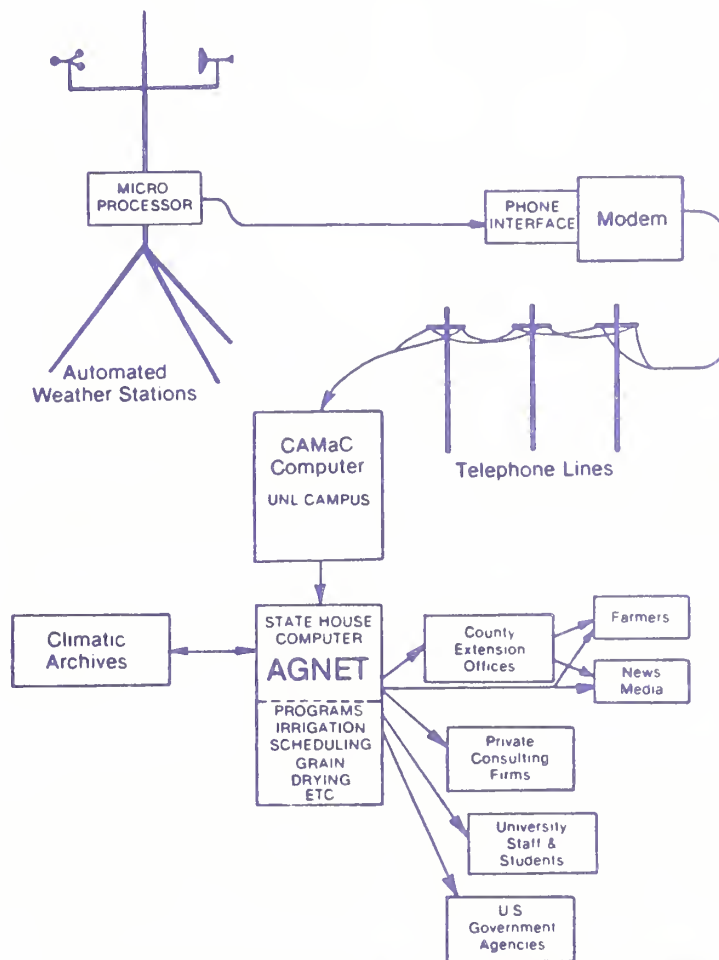 MICRO
PROCESSOR
PHONE
INTERFACE
Modem
Automated
Weather Stations
Telephone Lines
CAMaC
Computer
UNL CAMPUS
Climatic
Archives
STATE HOUSE
COMPUTER
AGNET
PROGRAMS
IRRIGATION
SCHEDULING
GRAIN
DRYING
ETC
County
Extension
Offices
Farmers
News
Media
Private
Consulting
Firms
University
Staff &
Students
U S
Government
Agencies